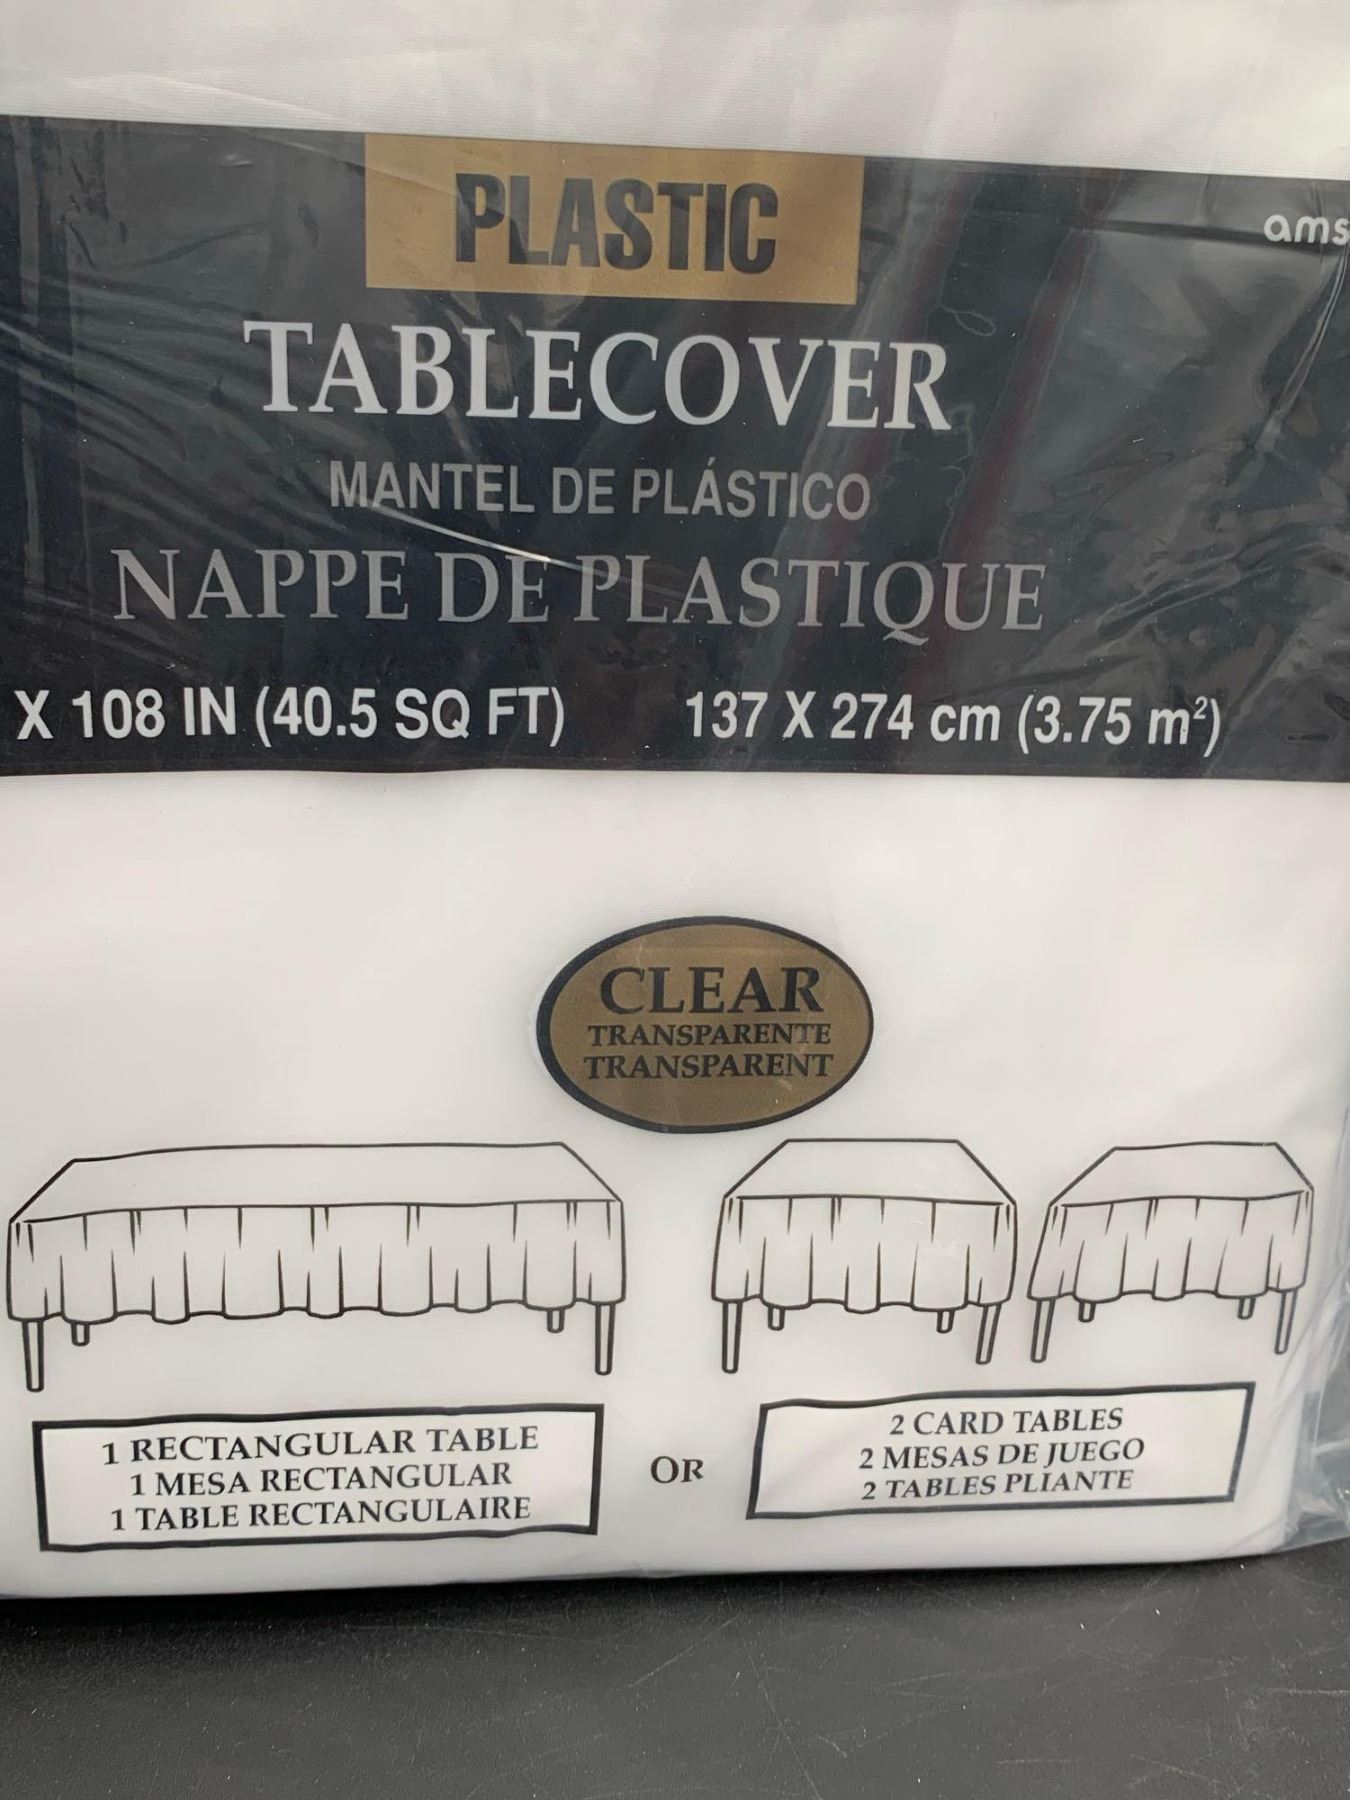 PLASTIC
ams
TABLECOVER
MANTEL DE PLÁSTICO
NAPPE DE PLASTIQUE
X 108 IN (40.5 SQ FT) 137 X 274 cm (3.75 m²)
CLEAR
TRANSPARENTE
TRANSPARENT
1 RECTANGULAR TABLE
1 MESA RECTANGULAR
1 TABLE RECTANGULAIRE
OR
2 CARD TABLES
2 MESAS DE JUEGO
2 TABLES PLIANTE